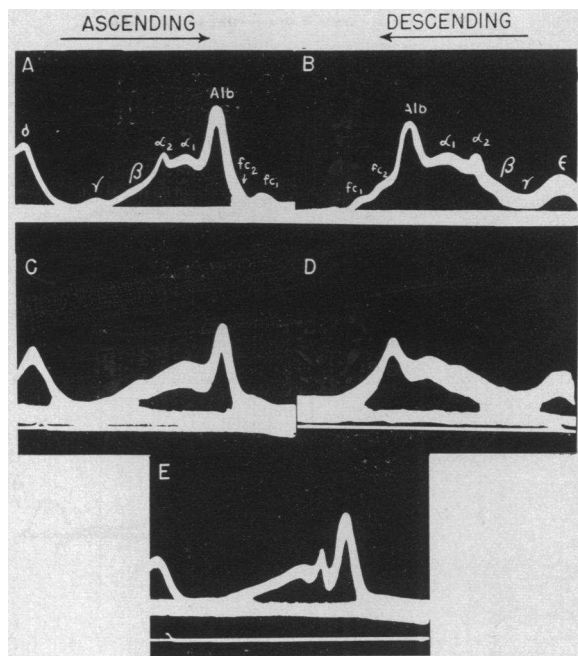 ASCENDING DESCENDING
A B
Alb Alb
δ γ β α2 α1 fc2 fc1
fc1 fc2 α1 α2 β γ ε
C D
E